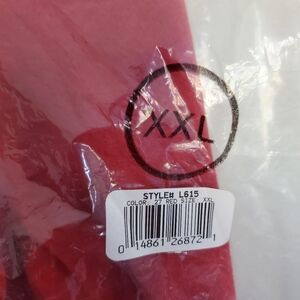 XXL
STYLE# L615
COLOR: 27 RED SIZE: XXL
0 14861 26872 1